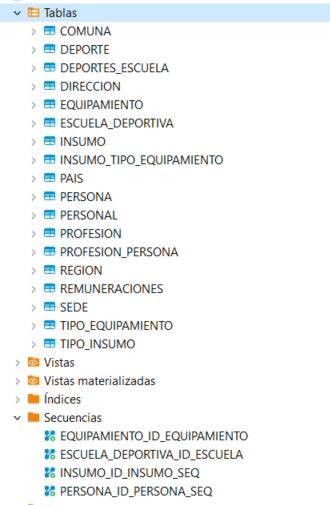 Tablas
COMUNA
DEPORTE
DEPORTES_ESCUELA
DIRECCION
EQUIPAMIENTO
ESCUELA_DEPORTIVA
INSUMO
INSUMO_TIPO_EQUIPAMIENTO
PAIS
PERSONA
PERSONAL
PROFESION
PROFESION_PERSONA
REGION
REMUNERACIONES
SEDE
TIPO_EQUIPAMIENTO
TIPO_INSUMO
Vistas
Vistas materializadas
Índices
Secuencias
EQUIPAMIENTO_ID_EQUIPAMIENTO
ESCUELA_DEPORTIVA_ID_ESCUELA
INSUMO_ID_INSUMO_SEQ
PERSONA_ID_PERSONA_SEQ